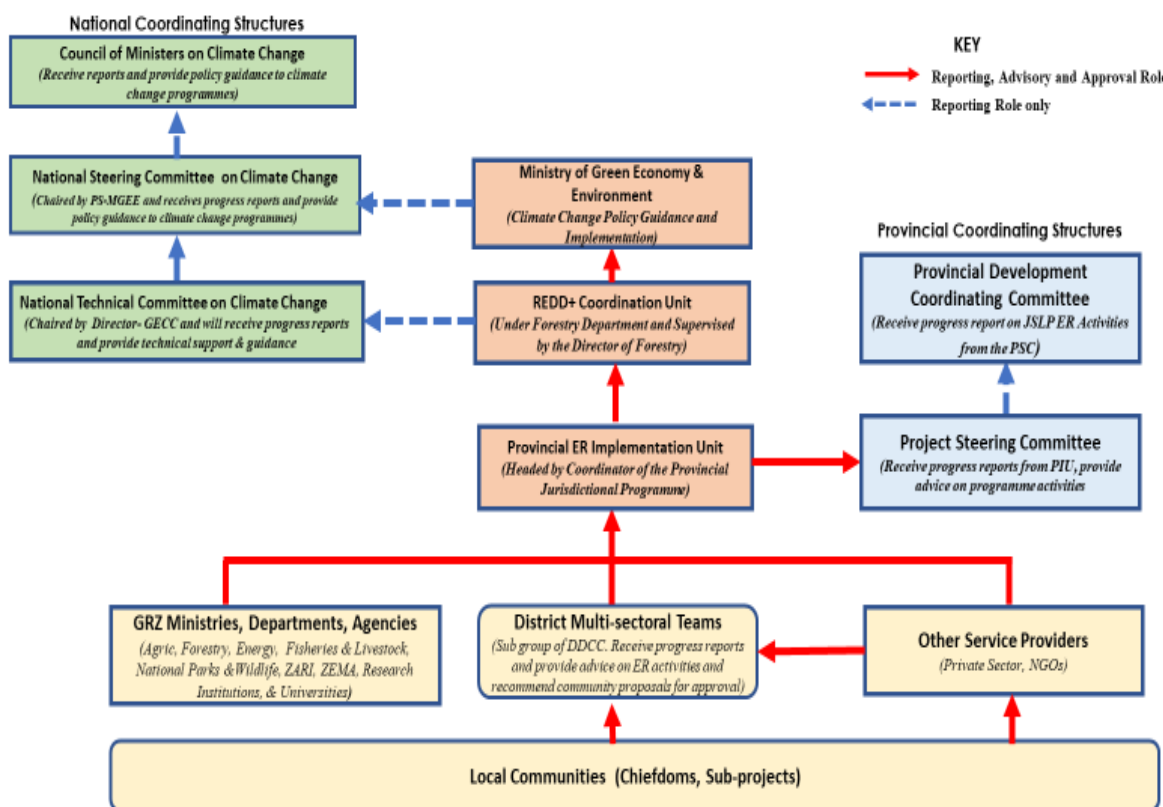 National Coordinating Structures
Council of Ministers on Climate Change
(Receive reports and provide policy guidance to climate
change programmes)
KEY
Reporting, Advisory and Approval Role
Reporting Role only
National Steering Committee on Climate Change
(Chaired by PS-MGEE and receives progress reports and provide
policy guidance to climate change programmes)
Ministry of Green Economy &
Environment
(Climate Change Policy Guidance and
Implementation)
Provincial Coordinating Structures
National Technical Committee on Climate Change
(Chaired by Director- GECC and will receive progress reports
and provide technical support & guidance
REDD+ Coordination Unit
(Under Forestry Department and Supervised
by the Director of Forestry)
Provincial Development
Coordinating Committee
(Receive progress report on JSLP ER Activities
from the PSC)
Provincial ER Implementation Unit
(Headed by Coordinator of the Provincial
Jurisdictional Programme)
Project Steering Committee
(Receive progress reports from PIU, provide
advice on programme activities
GRZ Ministries, Departments, Agencies
(Agric, Forestry, Energy, Fisheries & Livestock,
National Parks &Wildlife, ZARI, ZEMA, Research
Institutions, & Universities)
District Multi-sectoral Teams
(Sub group of DDCC. Receive progress reports
and provide advice on ER activities and
recommend community proposals for approval)
Other Service Providers
(Private Sector, NGOs)
Local Communities (Chiefdoms, Sub-projects)